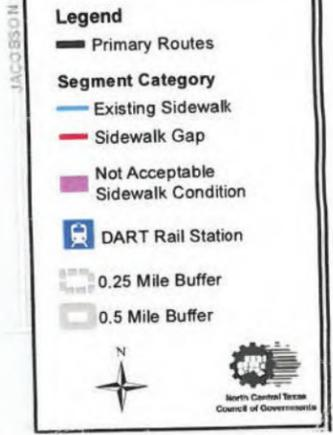 JACOBSON
Legend
Primary Routes
Segment Category
Existing Sidewalk
Sidewalk Gap
Not Acceptable
Sidewalk Condition
DART Rail Station
0.25 Mile Buffer
0.5 Mile Buffer
N
North Central Texas
Council of Governments